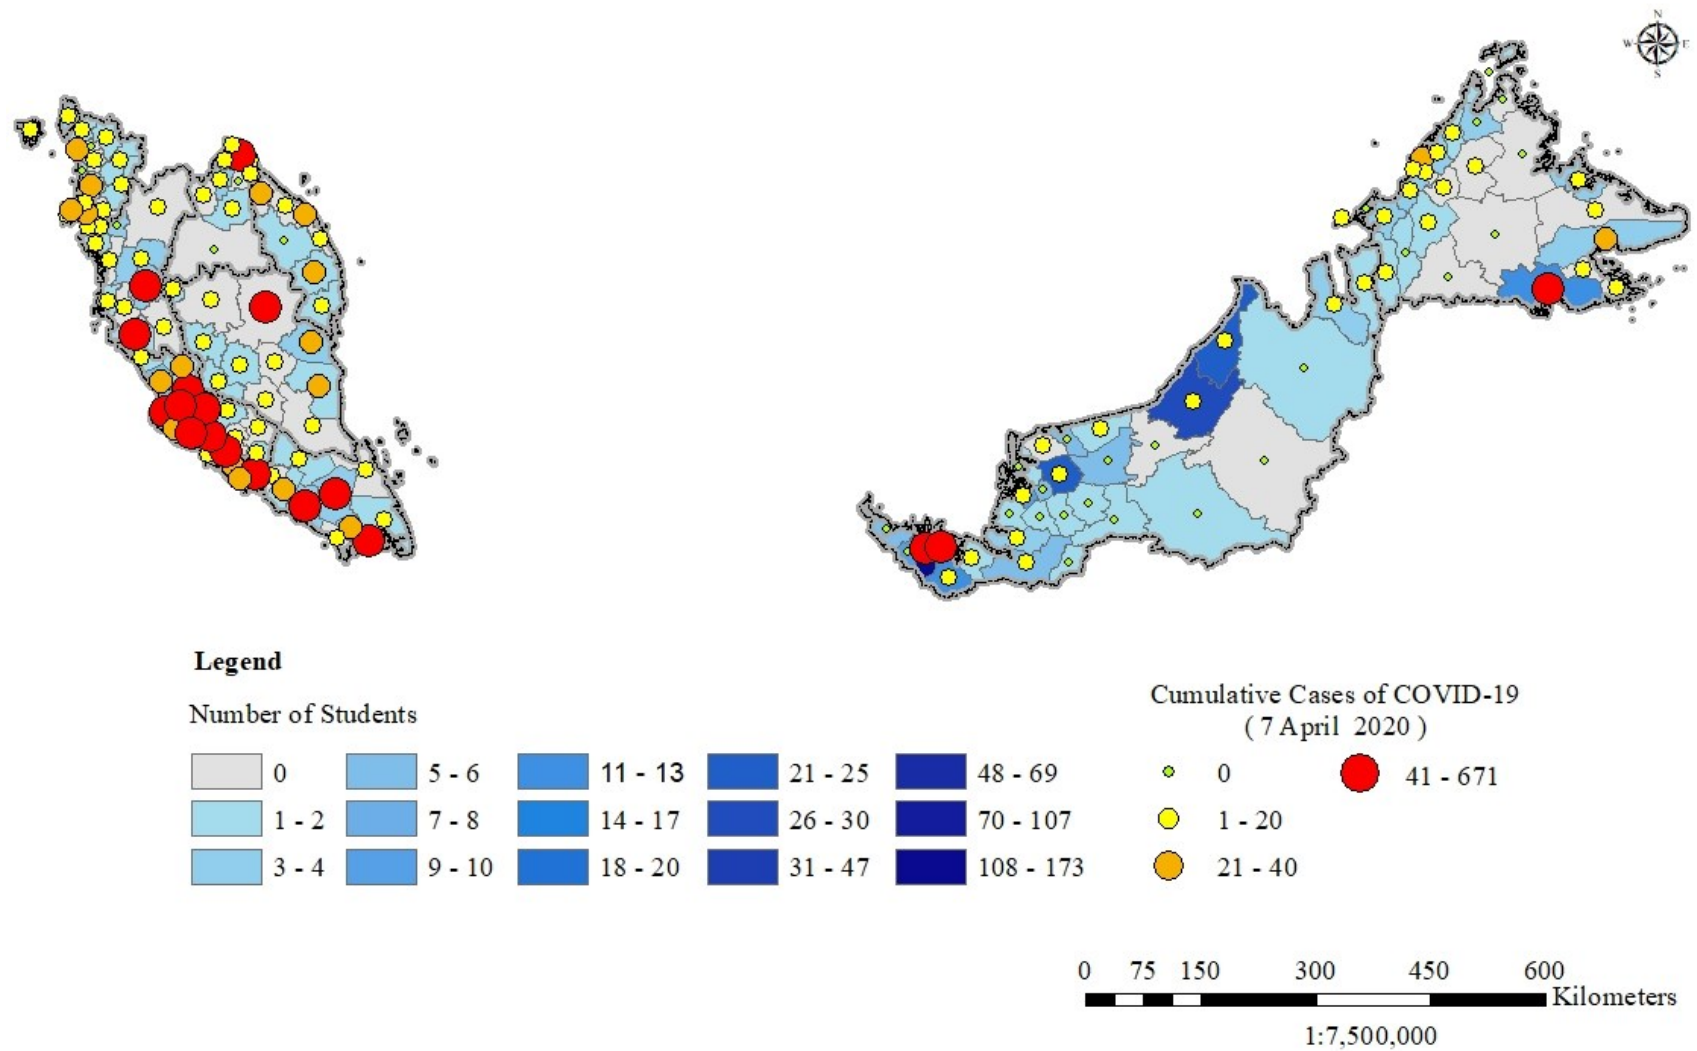 N
W E
S
Legend
Number of Students
0
1 - 2
3 - 4
5 - 6
7 - 8
9 - 10
11 - 13
14 - 17
18 - 20
21 - 25
26 - 30
31 - 47
48 - 69
70 - 107
108 - 173
Cumulative Cases of COVID-19
( 7 April 2020 )
0
1 - 20
21 - 40
41 - 671
0 75 150 300 450 600
Kilometers
1:7,500,000